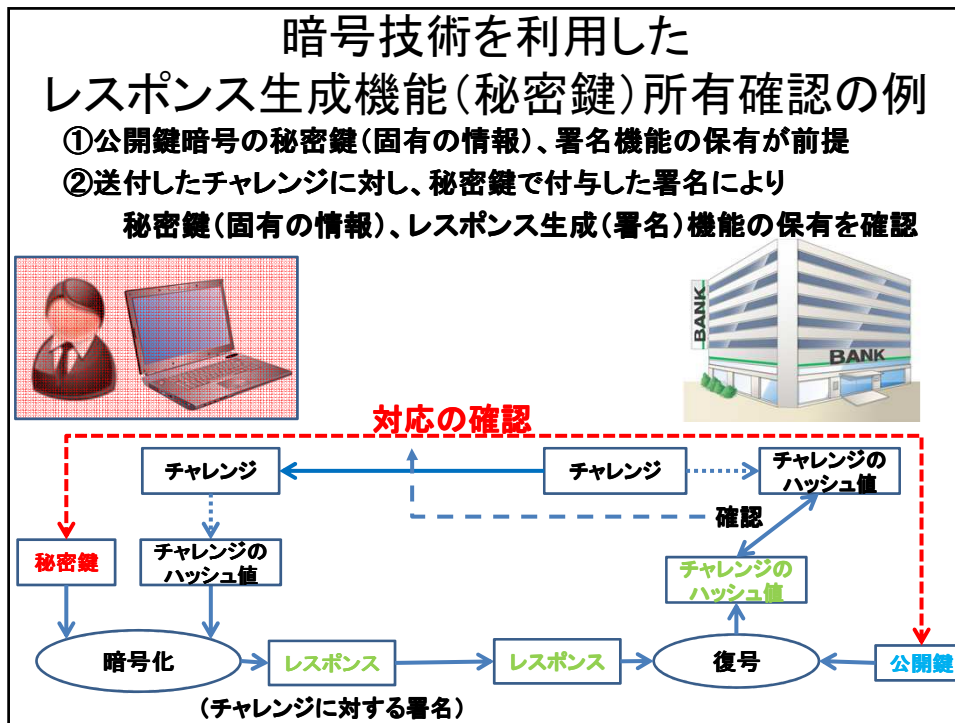 暗号技術を利用した
レスポンス生成機能（秘密鍵）所有確認の例
①公開鍵暗号の秘密鍵（固有の情報）、署名機能の保有が前提
②送付したチャレンジに対し、秘密鍵で付与した署名により
秘密鍵（固有の情報）、レスポンス生成（署名）機能の保有を確認
BANK
BANK
対応の確認
チャレンジ
チャレンジ
チャレンジの
ハッシュ値
確認
秘密鍵
チャレンジの
ハッシュ値
チャレンジの
ハッシュ値
暗号化
レスポンス
レスポンス
復号
公開鍵
（チャレンジに対する署名）